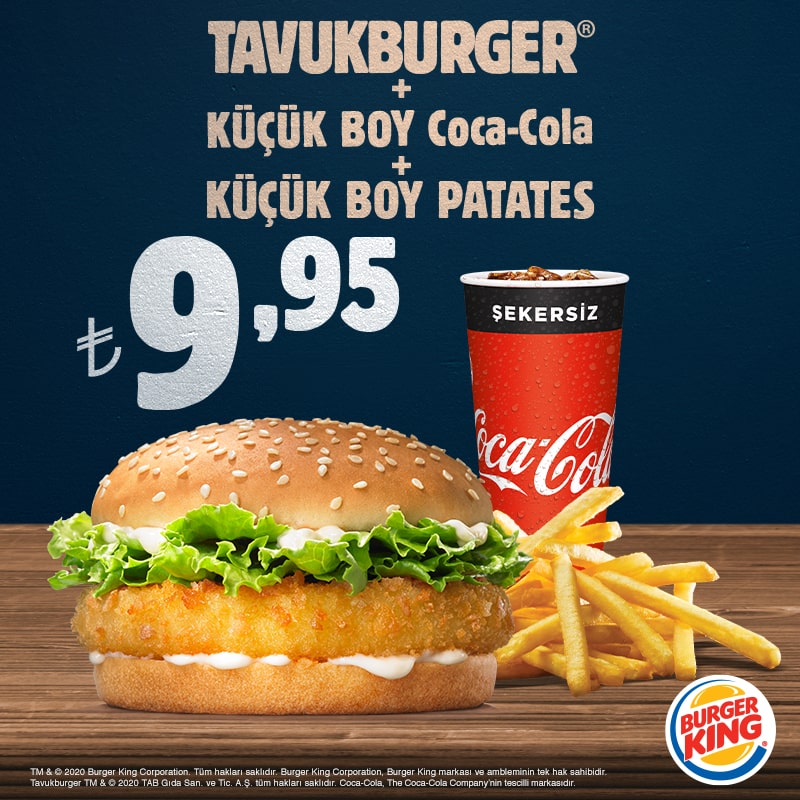 TAVUKBURGER®
+
KÜÇÜK BOY Coca-Cola
+
KÜÇÜK BOY PATATES
₺9,95
ŞEKERSİZ
Coca-Cola
BURGER
KING®
TM & © 2020 Burger King Corporation. Tüm hakları saklıdır. Burger King Corporation, Burger King markası ve ambleminin tek hak sahibidir.
Tavukburger TM & © 2020 TAB Gıda San. ve Tic. A.Ş. tüm hakları saklıdır. Coca-Cola, The Coca-Cola Company'nin tescilli markasıdır.